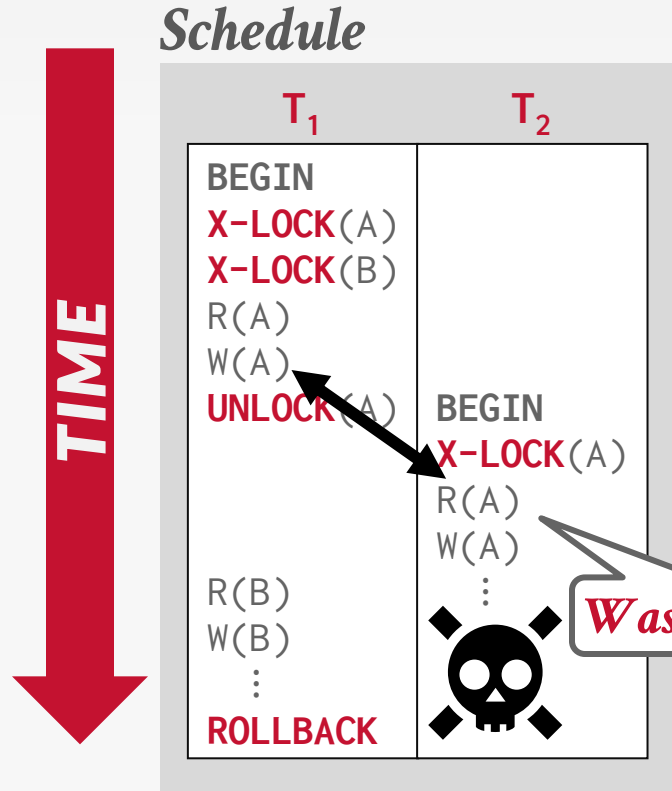 Schedule
TIME
T1 T2
BEGIN
X-LOCK(A)
X-LOCK(B)
R(A)
W(A)
UNLOCK(A) BEGIN
X-LOCK(A)
R(A)
W(A)
⋮
R(B)
W(B)
⋮
ROLLBACK